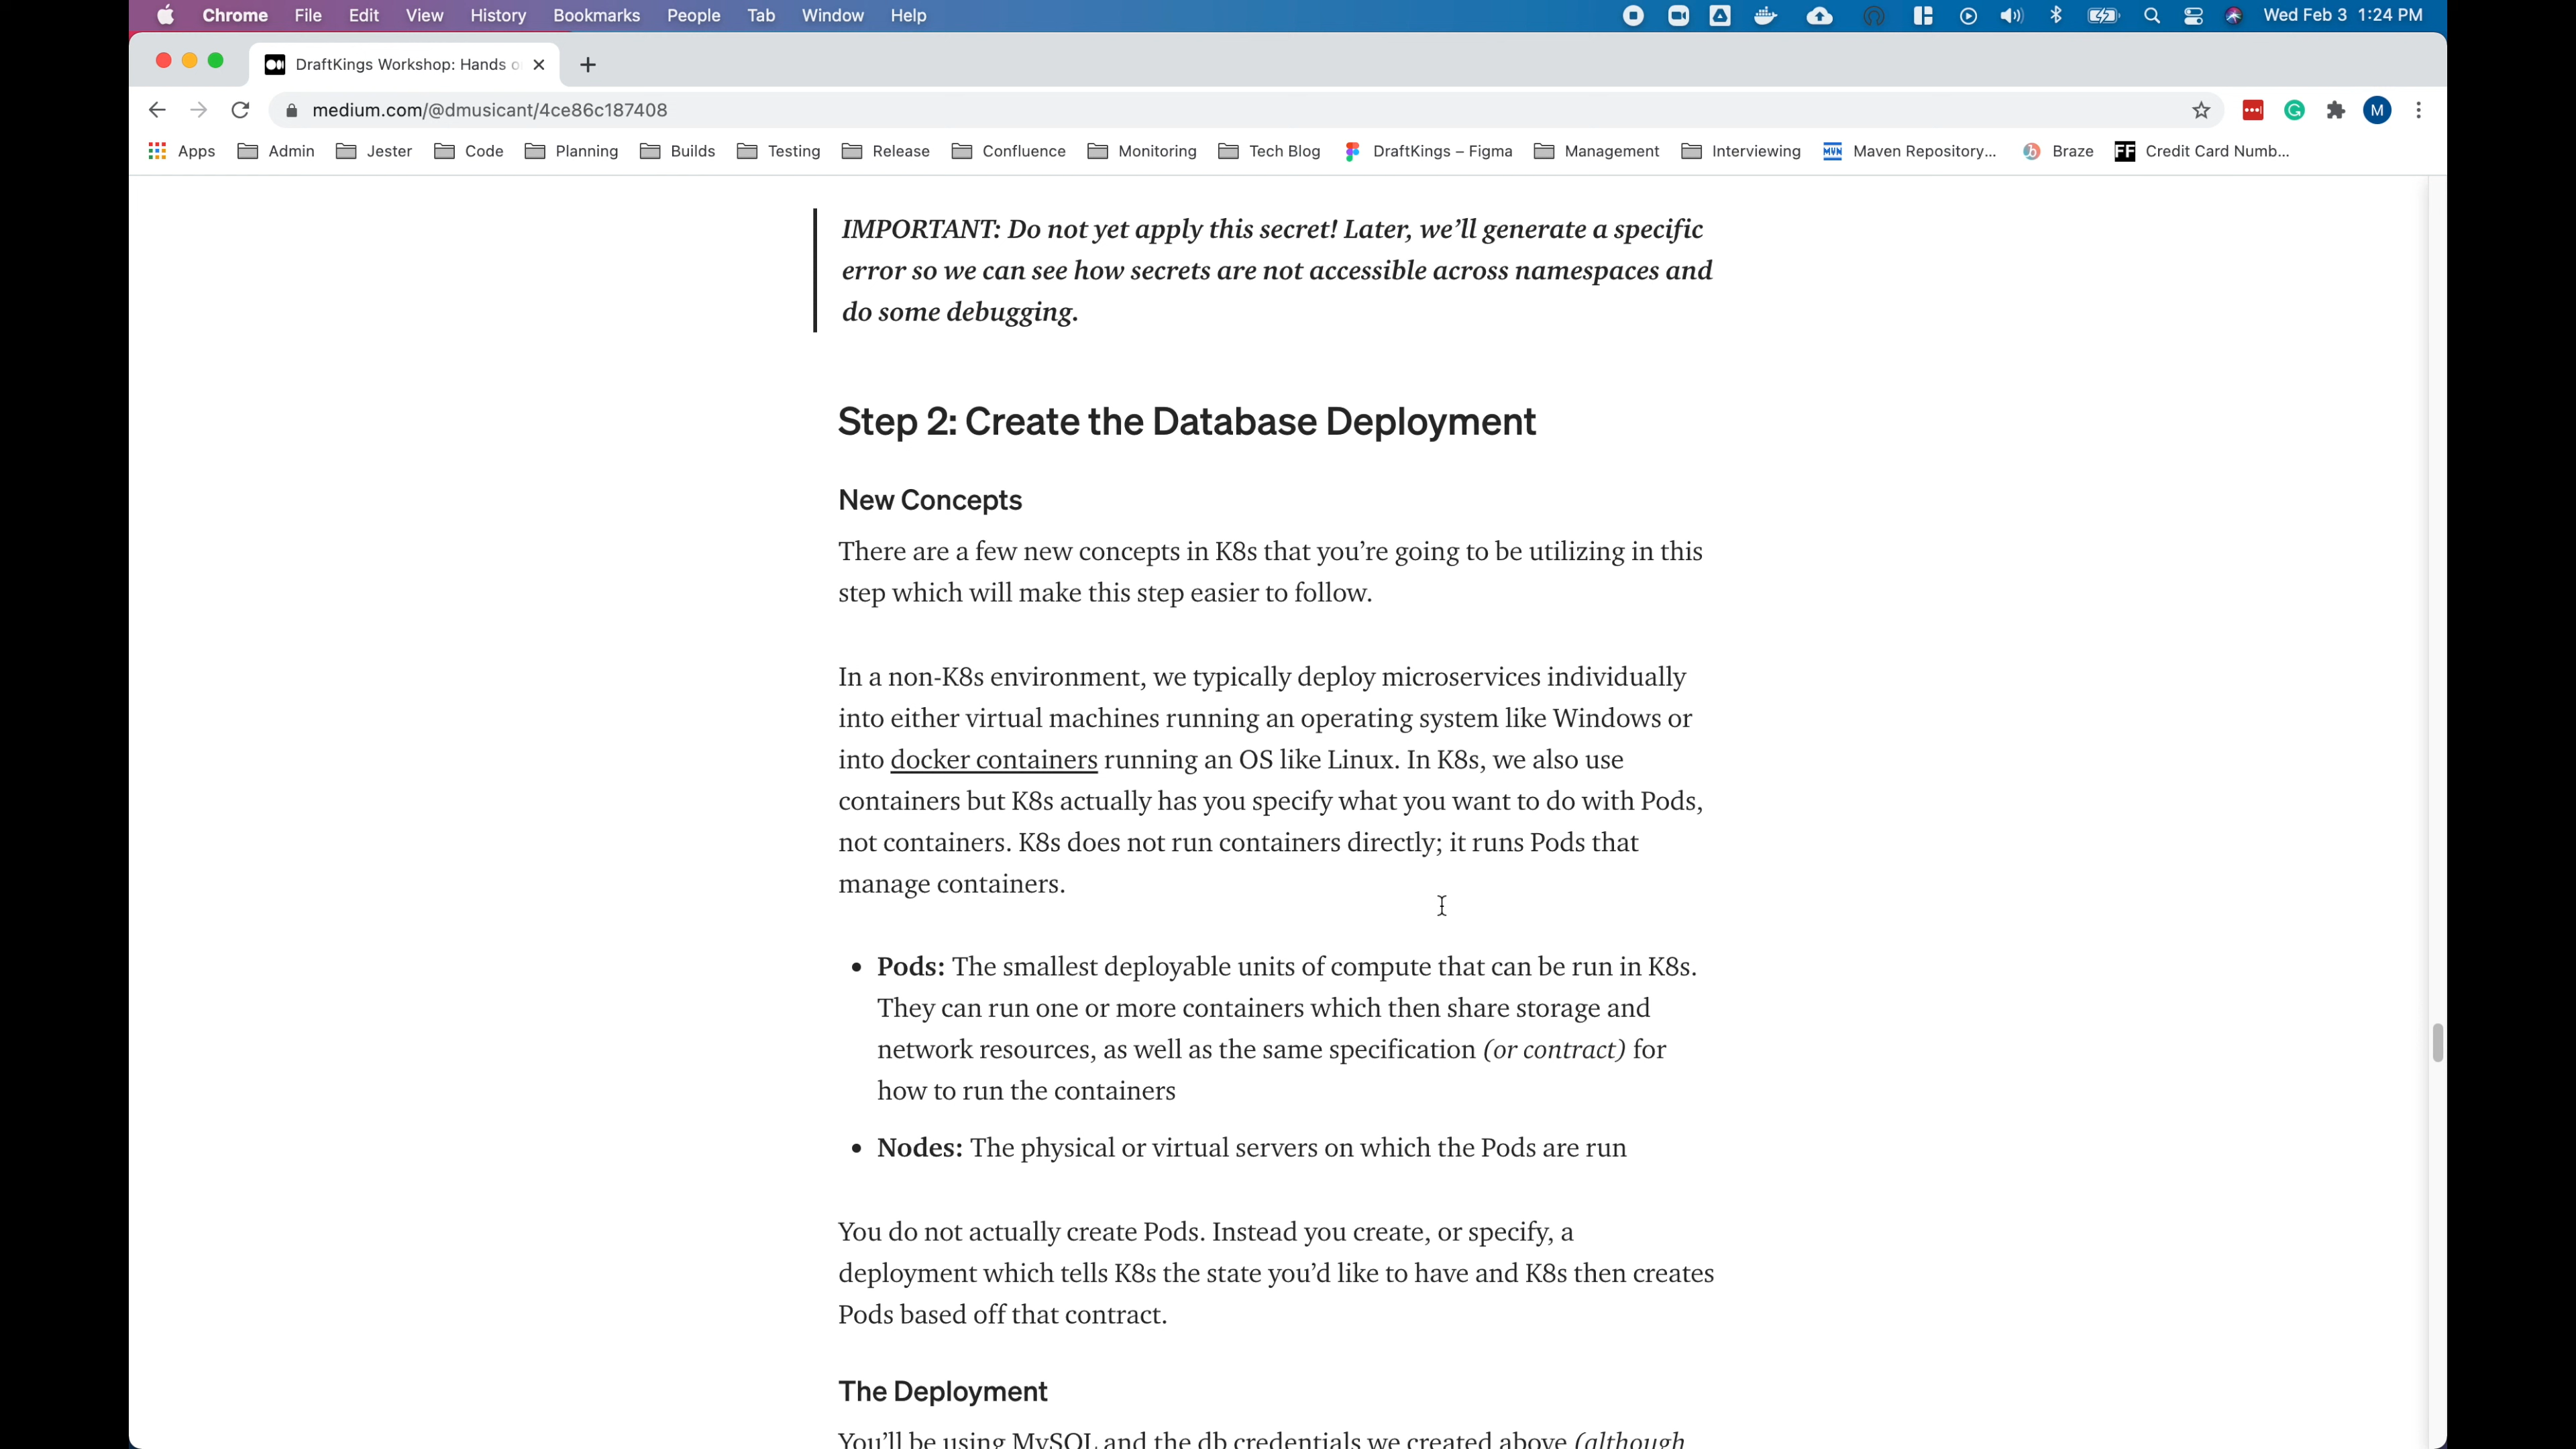 Chrome File Edit View History Bookmarks People Tab Window Help Wed Feb 3 1:24 PM
DraftKings Workshop: Hands o
medium.com/@dmusicant/4ce86c187408 M
Apps Admin Jester Code Planning Builds Testing Release Confluence Monitoring Tech Blog DraftKings – Figma Management Interviewing MVN Maven Repository... Braze FF Credit Card Numb...
IMPORTANT: Do not yet apply this secret! Later, we’ll generate a specific
error so we can see how secrets are not accessible across namespaces and
do some debugging.
Step 2: Create the Database Deployment
New Concepts
There are a few new concepts in K8s that you’re going to be utilizing in this
step which will make this step easier to follow.
In a non-K8s environment, we typically deploy microservices individually
into either virtual machines running an operating system like Windows or
into docker containers running an OS like Linux. In K8s, we also use
containers but K8s actually has you specify what you want to do with Pods,
not containers. K8s does not run containers directly; it runs Pods that
manage containers.
• Pods: The smallest deployable units of compute that can be run in K8s.
They can run one or more containers which then share storage and
network resources, as well as the same specification (or contract) for
how to run the containers
• Nodes: The physical or virtual servers on which the Pods are run
You do not actually create Pods. Instead you create, or specify, a
deployment which tells K8s the state you’d like to have and K8s then creates
Pods based off that contract.
The Deployment
You’ll be using MySQL and the db credentials we created above (although